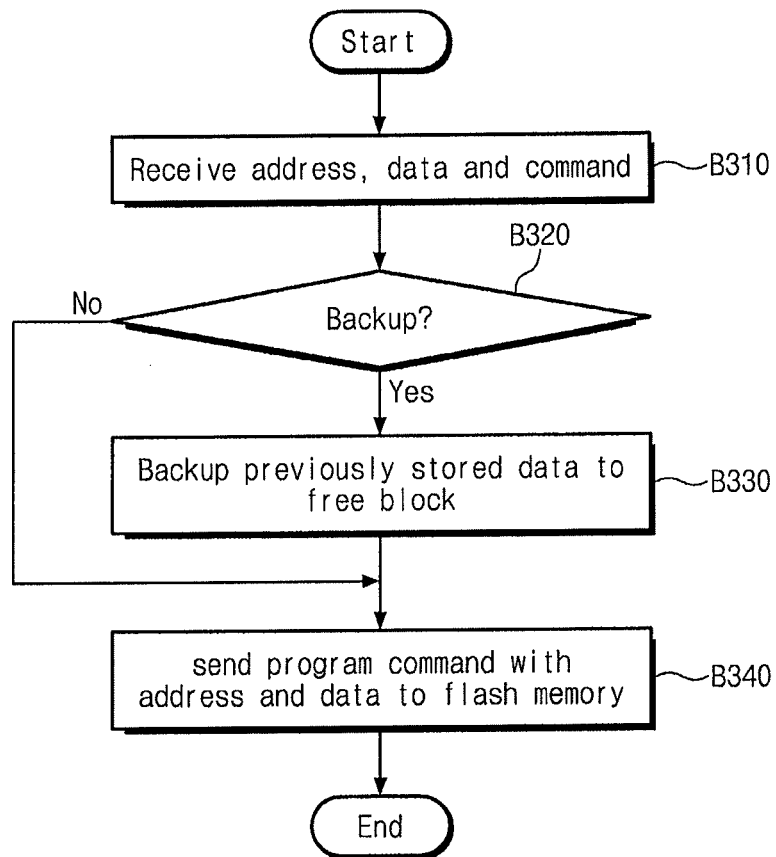 Start
Receive address, data and command
B310
B320
No
Backup?
Yes
Backup previously stored data to
free block
B330
send program command with
address and data to flash memory
B340
End